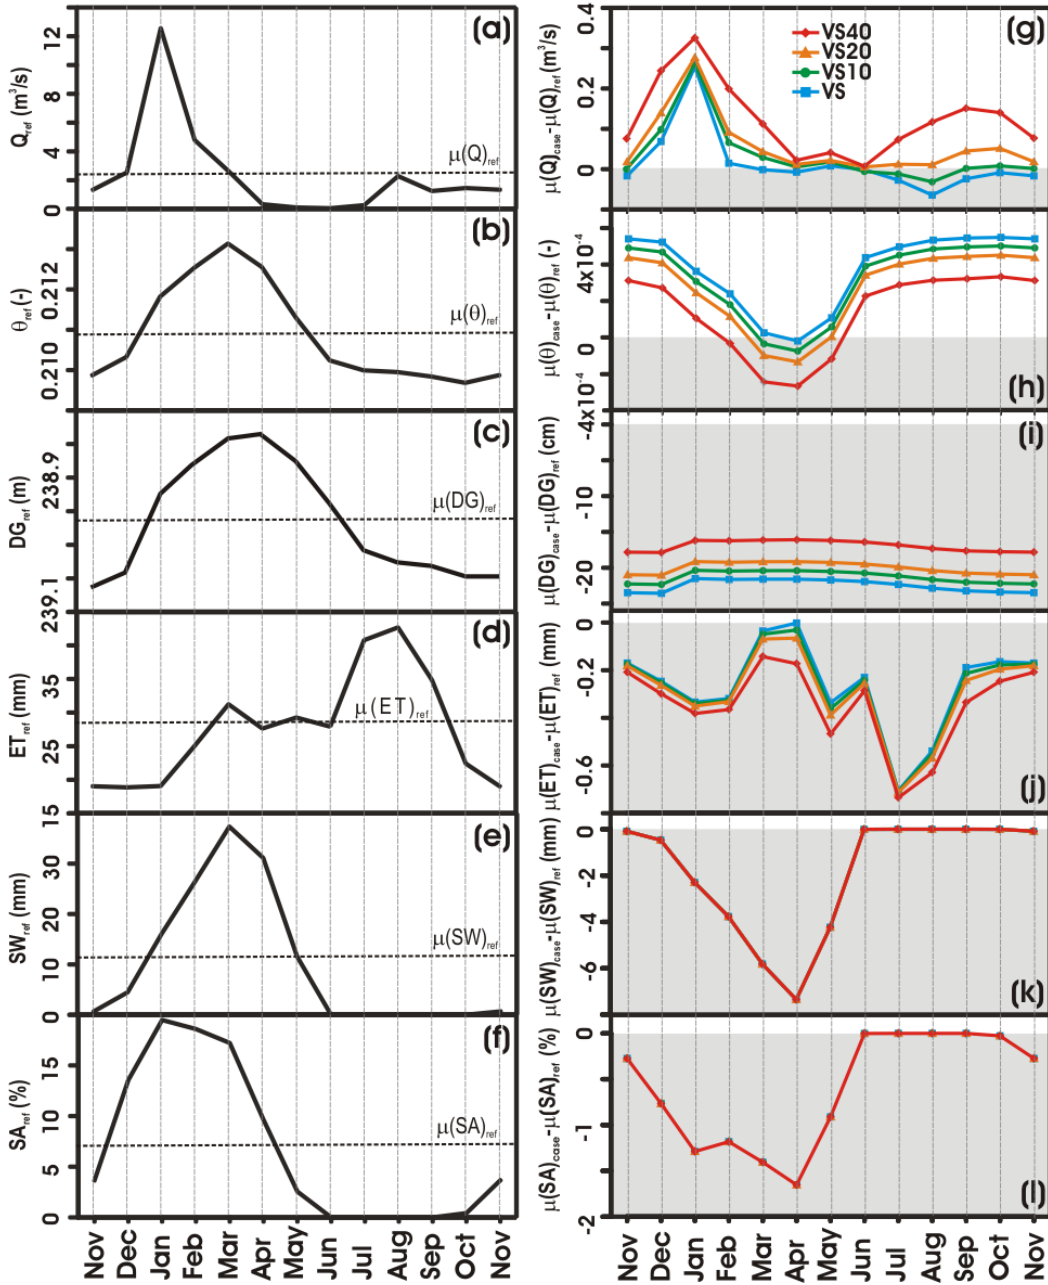 (a)
Q_ref (m³/s)
12
8
4
0
μ(Q)_ref
(b)
θ_ref (-)
0.212
0.210
μ(θ)_ref
(c)
DG_ref (m)
238.9
239.1
μ(DG)_ref
(d)
ET_ref (mm)
35
25
15
μ(ET)_ref
(e)
SW_ref (mm)
15
30
20
10
0
μ(SW)_ref
(f)
SA_ref (%)
15
10
5
0
μ(SA)_ref
Nov Dec Jan Feb Mar Apr May Jun Jul Aug Sep Oct Nov
(g)
μ(Q)_case-μ(Q)_ref (m³/s)
0.4
0.2
0
VS40
VS20
VS10
VS
(h)
μ(θ)_case-μ(θ)_ref (-)
4x10⁻⁴
0
-4x10⁻⁴
(i)
μ(DG)_case-μ(DG)_ref (cm)
-10
-20
(j)
μ(ET)_case-μ(ET)_ref (mm)
0
-0.2
-0.6
(k)
μ(SW)_case-μ(SW)_ref (mm)
0
-2
-4
-6
(l)
μ(SA)_case-μ(SA)_ref (%)
0
-1
-2
Nov Dec Jan Feb Mar Apr May Jun Jul Aug Sep Oct Nov